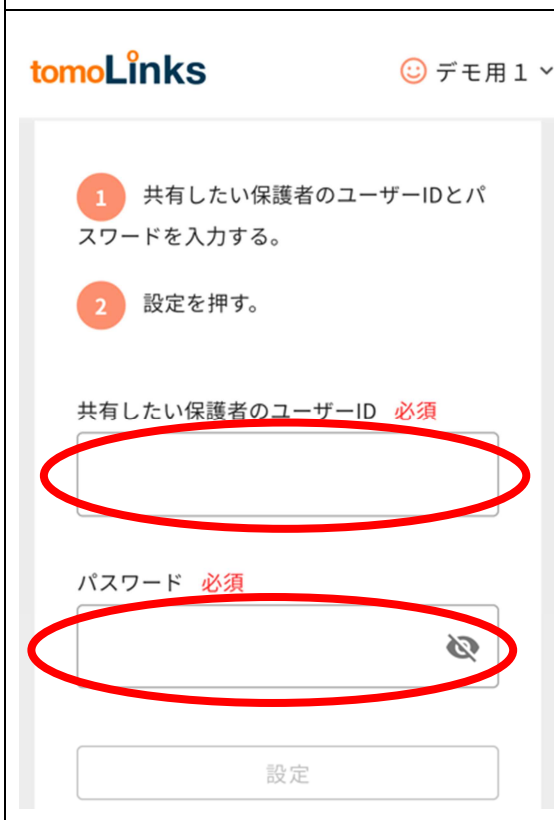 tomoLinks
デモ用１
1 共有したい保護者のユーザーIDとパ
スワードを入力する。
2 設定を押す。
共有したい保護者のユーザーID 必須
パスワード 必須
設定